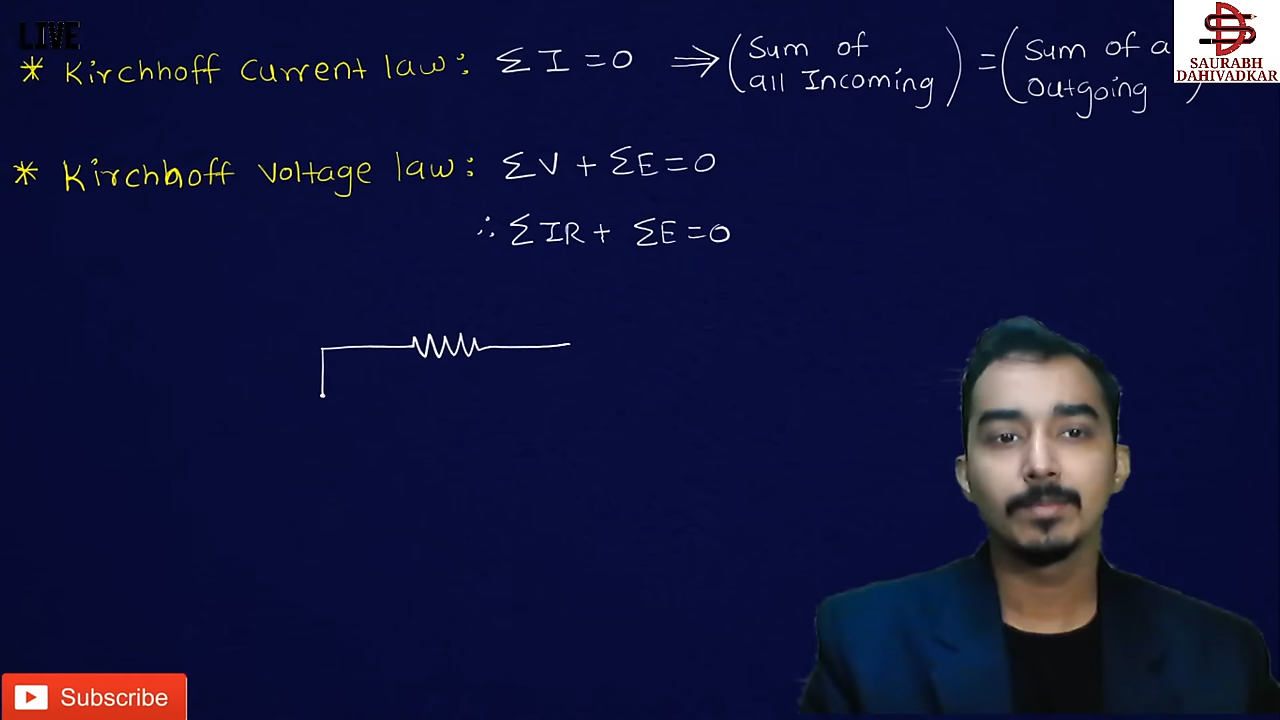 LIVE
* Kirchhoff Current law: ΣI=0 ⟹ (Sum of all Incoming) = (Sum of a
Outgoing)
SAURABH
DAHIVADKAR
* Kirchhoff Voltage law: ΣV + ΣE=0
∴ ΣIR + ΣE=0
Subscribe